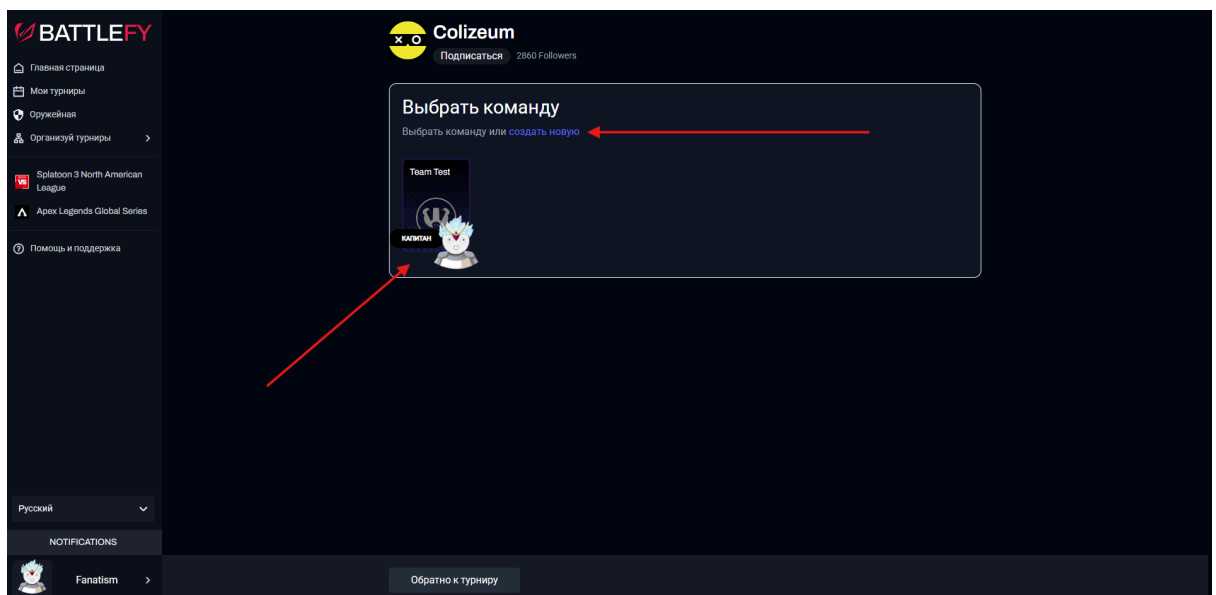 BATTLEFY
Главная страница
Мои турниры
Оружейная
Организуй турниры
VS
Splatoon 3 North American
League
Apex Legends Global Series
Помощь и поддержка
Русский
NOTIFICATIONS
Fanatism
x_o
Colizeum
Подписаться 2860 Followers
Выбрать команду
Выбрать команду или создать новую
Team Test
КАПИТАН
Обратно к турниру